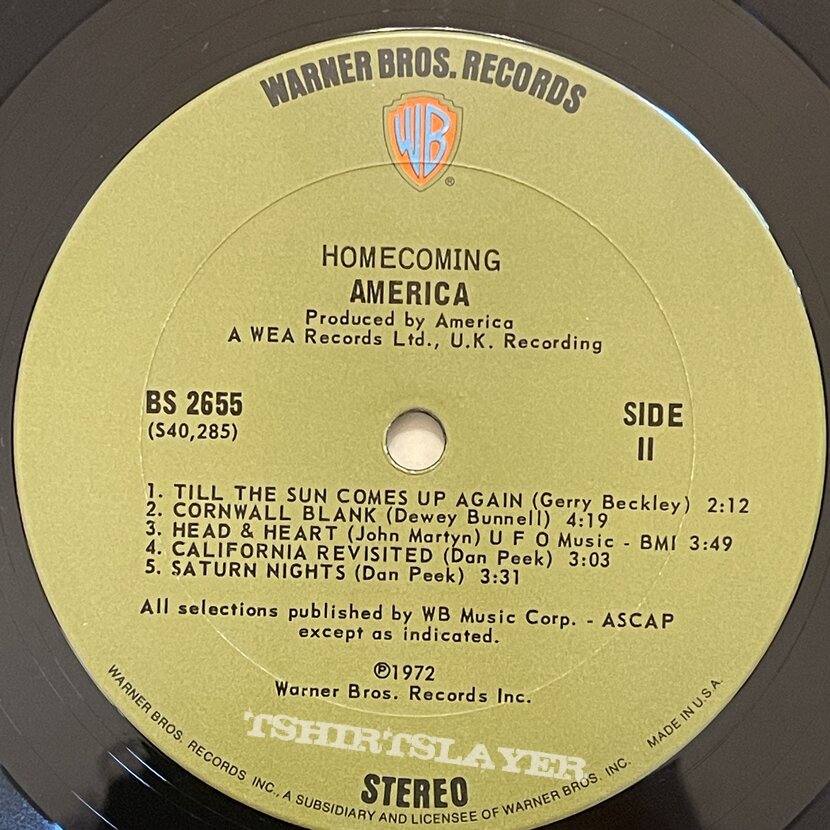 WARNER BROS. RECORDS
WB
®
HOMECOMING
AMERICA
Produced by America
A WEA Records Ltd., U.K. Recording
BS 2655
(S40,285)
SIDE
II
1. TILL THE SUN COMES UP AGAIN (Gerry Beckley) 2:12
2. CORNWALL BLANK (Dewey Bunnell) 4:19
3. HEAD & HEART (John Martyn) U F O Music - BMI 3:49
4. CALIFORNIA REVISITED (Dan Peek) 3:03
5. SATURN NIGHTS (Dan Peek) 3:31
All selections published by WB Music Corp. - ASCAP
except as indicated.
℗1972
Warner Bros. Records Inc.
TSHIRTSLAYER
STEREO
WARNER BROS. RECORDS INC., A SUBSIDIARY AND LICENSEE OF WARNER BROS. INC. MADE IN U.S.A.